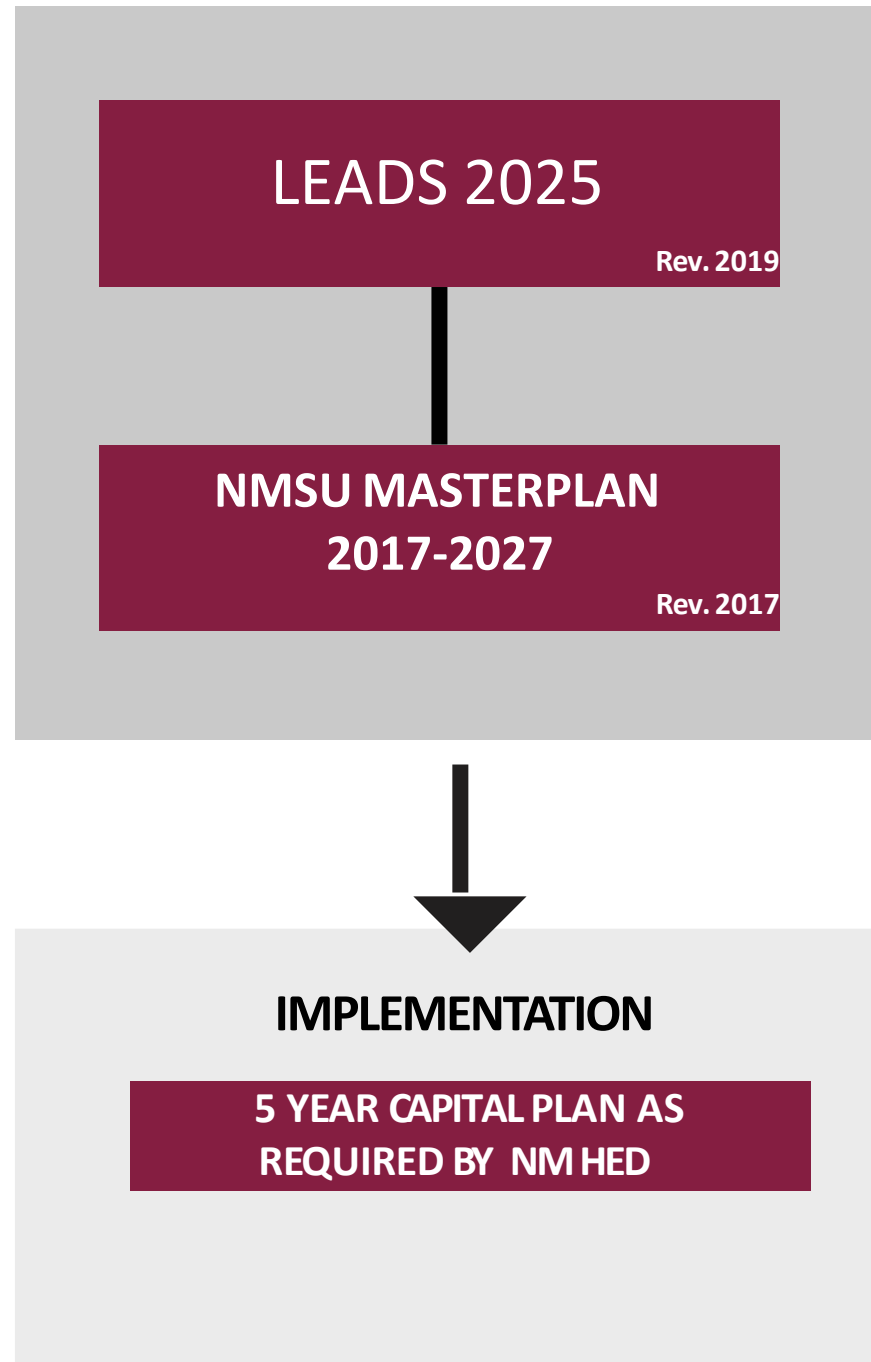 LEADS 2025
Rev. 2019
NMSU MASTERPLAN
2017-2027
Rev. 2017
IMPLEMENTATION
5 YEAR CAPITAL PLAN AS
REQUIRED BY NM HED